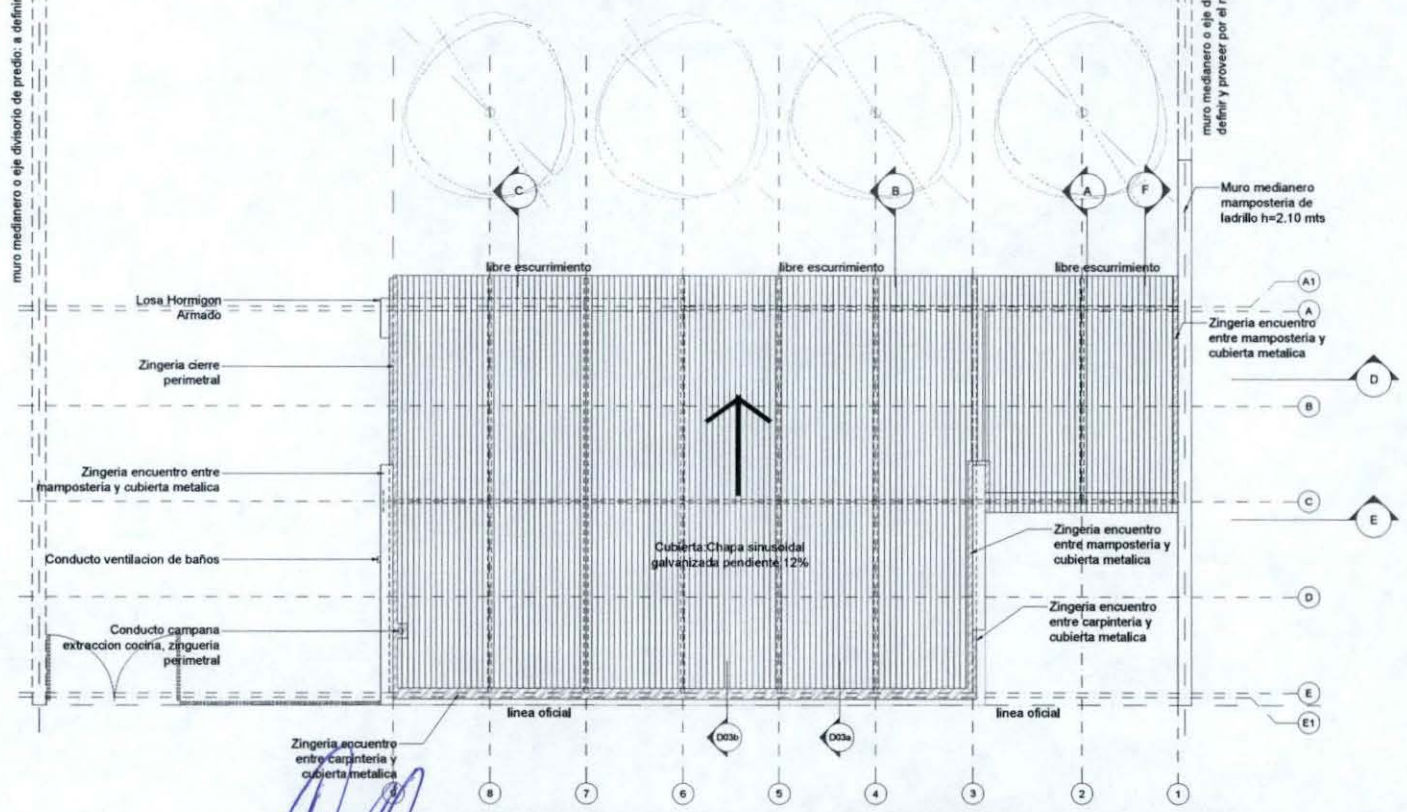 muro medianero o eje divisorio de predio: a definir
muro medianero o eje d
definir y proveer por el
C
B
A
F
Muro medianero
mamposteria de
ladrillo h=2.10 mts
libre escurrimiento
libre escurrimiento
libre escurrimiento
Losa Hormigon
Armado
A1
A
Zingeria encuentro
entre mamposteria y
cubierta metalica
Zingeria cierre
perimetral
D
B
Zingeria encuentro entre
mamposteria y cubierta metalica
C
E
Zingeria encuentro
entre mamposteria y
cubierta metalica
Cubierta:Chapa sinusoidal
galvanizada pendiente 12%
Conducto ventilacion de baños
D
Zingeria encuentro
entre carpinteria y
cubierta metalica
Conducto campana
extraccion cocina, zingueria
perimetral
E
linea oficial
linea oficial
E1
D03b
D03a
Zingeria encuentro
entre carpinteria y
cubierta metalica
9
8
7
6
5
4
3
2
1